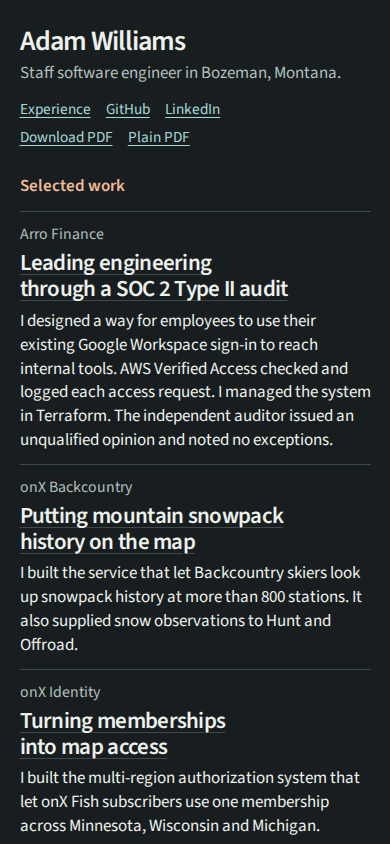 Adam Williams
Staff software engineer in Bozeman, Montana.
Experience GitHub LinkedIn
Download PDF Plain PDF
Selected work
Arro Finance
Leading engineering
through a SOC 2 Type II audit
I designed a way for employees to use their
existing Google Workspace sign-in to reach
internal tools. AWS Verified Access checked and
logged each access request. I managed the system
in Terraform. The independent auditor issued an
unqualified opinion and noted no exceptions.
onX Backcountry
Putting mountain snowpack
history on the map
I built the service that let Backcountry skiers look
up snowpack history at more than 800 stations. It
also supplied snow observations to Hunt and
Offroad.
onX Identity
Turning memberships
into map access
I built the multi-region authorization system that
let onX Fish subscribers use one membership
across Minnesota, Wisconsin and Michigan.